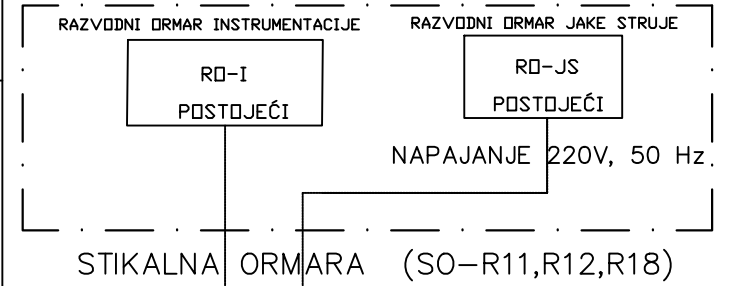 RAZVODNI ORMAR INSTRUMENTACIJE
RAZVODNI ORMAR JAKE STRUJE
RO-I
POSTOJEĆI
RO-JS
POSTOJEĆI
NAPAJANJE 220V, 50 Hz
STIKALNA ORMARA (SO-R11,R12,R18)